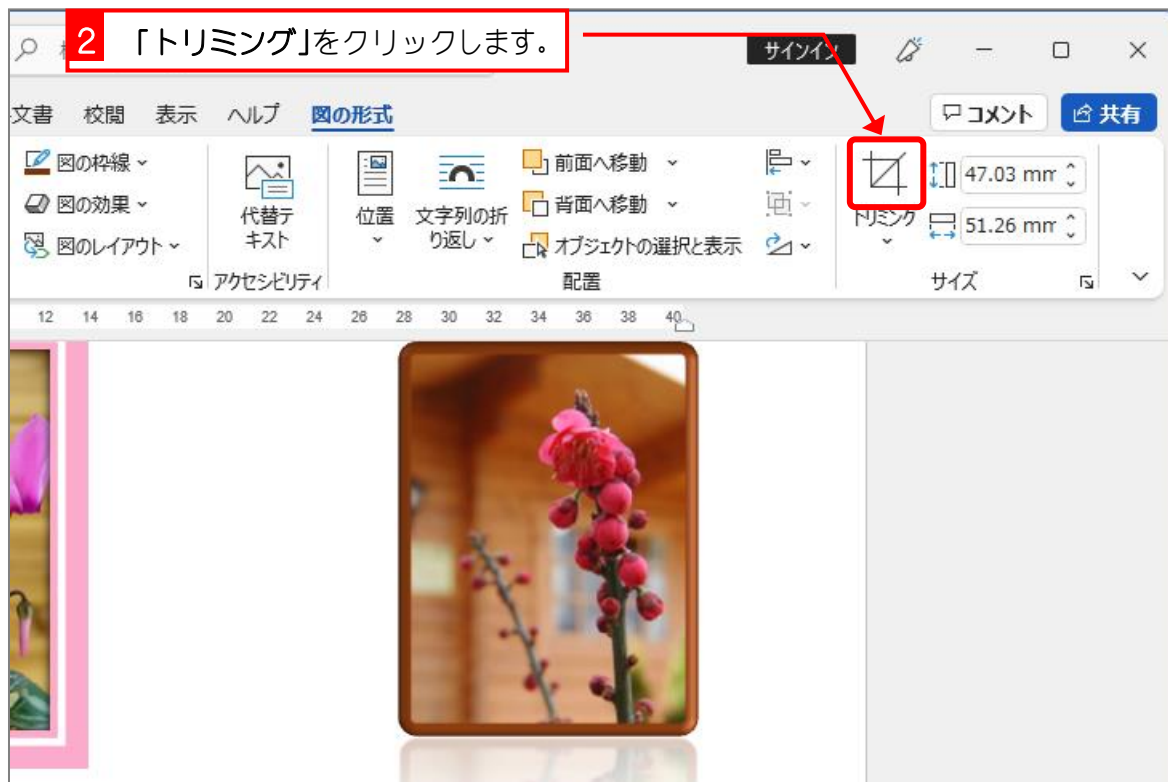 2 「トリミング」をクリックします。
サインイン
文書 校閲 表示 ヘルプ 図の形式 コメント 共有
図の枠線
図の効果
図のレイアウト
代替テ
キスト
アクセシビリティ
位置
文字列の折
り返し
前面へ移動
背面へ移動
オブジェクトの選択と表示
配置
トリミング
47.03 mm
51.26 mm
サイズ
12 14 16 18 20 22 24 26 28 30 32 34 36 38 40